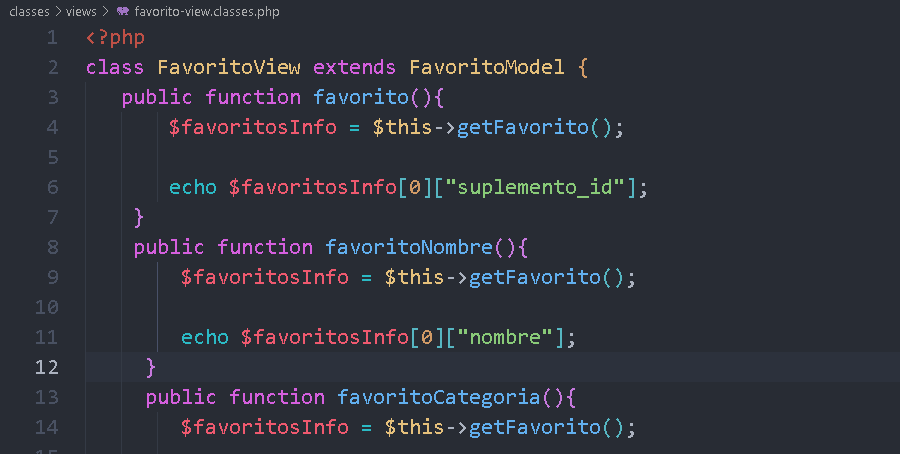 classes > views > favorito-view.classes.php
1 <?php
2 class FavoritoView extends FavoritoModel {
3 public function favorito(){
4 $favoritosInfo = $this->getFavorito();
5
6 echo $favoritosInfo[0]["suplemento_id"];
7 }
8 public function favoritoNombre(){
9 $favoritosInfo = $this->getFavorito();
10
11 echo $favoritosInfo[0]["nombre"];
12 }
13 public function favoritoCategoria(){
14 $favoritosInfo = $this->getFavorito();